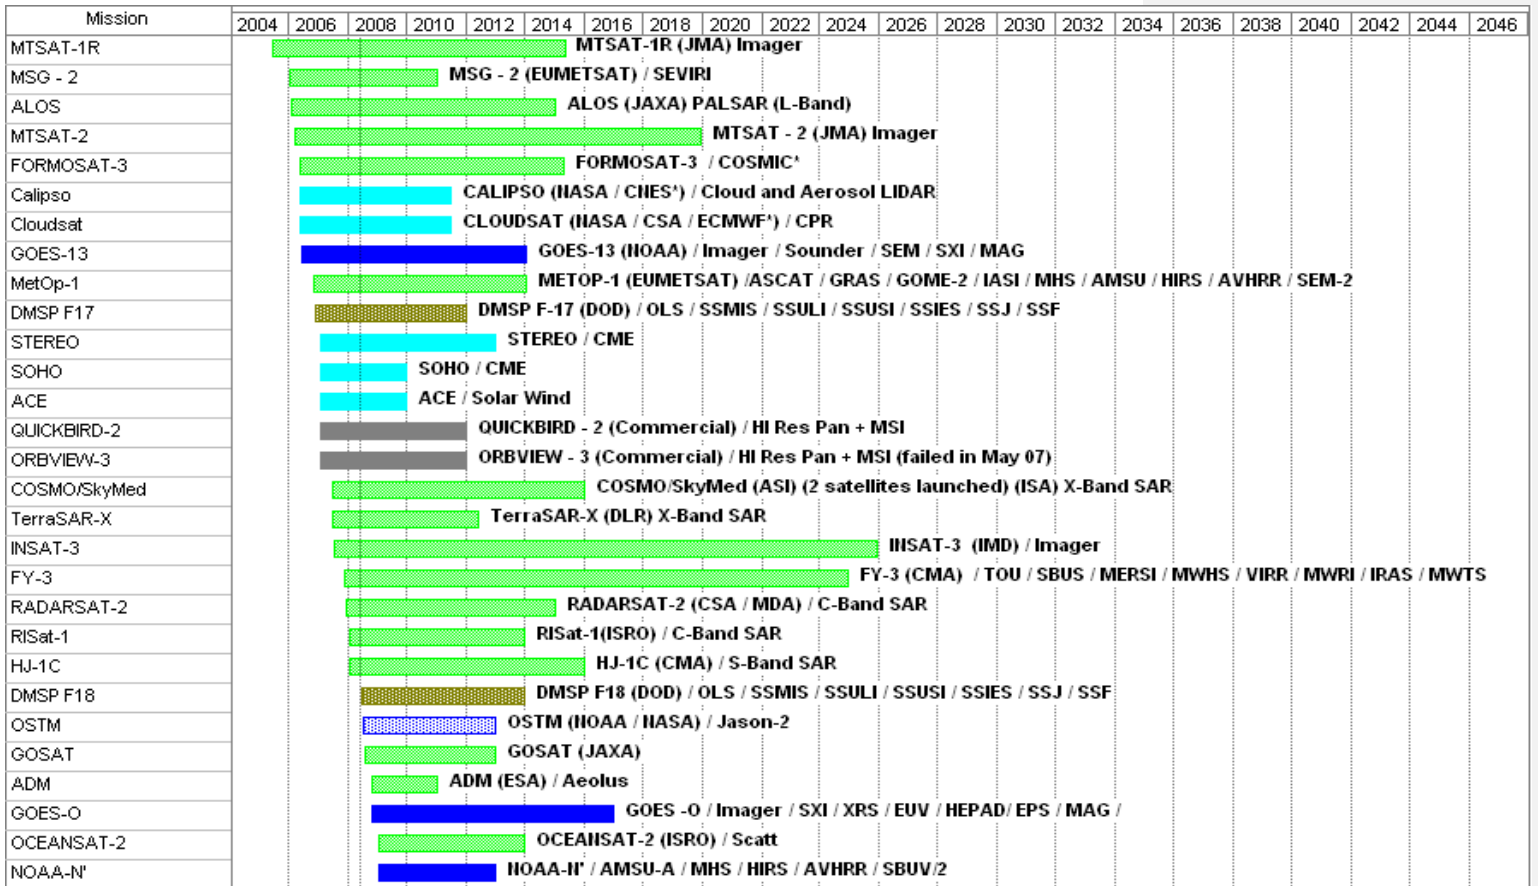 Mission 2004 2006 2008 2010 2012 2014 2016 2018 2020 2022 2024 2026 2028 2030 2032 2034 2036 2038 2040 2042 2044 2046
MTSAT-1R MTSAT-1R (JMA) Imager
MSG - 2 MSG - 2 (EUMETSAT) / SEVIRI
ALOS ALOS (JAXA) PALSAR (L-Band)
MTSAT-2 MTSAT - 2 (JMA) Imager
FORMOSAT-3 FORMOSAT-3 / COSMIC*
Calipso CALIPSO (NASA / CNES*) / Cloud and Aerosol LIDAR
Cloudsat CLOUDSAT (NASA / CSA / ECMWF*) / CPR
GOES-13 GOES-13 (NOAA) / Imager / Sounder / SEM / SXI / MAG
MetOp-1 METOP-1 (EUMETSAT) /ASCAT / GRAS / GOME-2 / IASI / MHS / AMSU / HIRS / AVHRR / SEM-2
DMSP F17 DMSP F-17 (DOD) / OLS / SSMIS / SSULI / SSUSI / SSIES / SSJ / SSF
STEREO STEREO / CME
SOHO SOHO / CME
ACE ACE / Solar Wind
QUICKBIRD-2 QUICKBIRD - 2 (Commercial) / HI Res Pan + MSI
ORBVIEW-3 ORBVIEW - 3 (Commercial) / HI Res Pan + MSI (failed in May 07)
COSMO/SkyMed COSMO/SkyMed (ASI) (2 satellites launched) (ISA) X-Band SAR
TerraSAR-X TerraSAR-X (DLR) X-Band SAR
INSAT-3 INSAT-3 (IMD) / Imager
FY-3 FY-3 (CMA) / TOU / SBUS / MERSI / MWHS / VIRR / MWRI / IRAS / MWTS
RADARSAT-2 RADARSAT-2 (CSA / MDA) / C-Band SAR
RISat-1 RISat-1(ISRO) / C-Band SAR
HJ-1C HJ-1C (CMA) / S-Band SAR
DMSP F18 DMSP F18 (DOD) / OLS / SSMIS / SSULI / SSUSI / SSIES / SSJ / SSF
OSTM OSTM (NOAA / NASA) / Jason-2
GOSAT GOSAT (JAXA)
ADM ADM (ESA) / Aeolus
GOES-O GOES -O / Imager / SXI / XRS / EUV / HEPAD/ EPS / MAG /
OCEANSAT-2 OCEANSAT-2 (ISRO) / Scatt
NOAA-N' NOAA-N' / AMSU-A / MHS / HIRS / AVHRR / SBUV/2